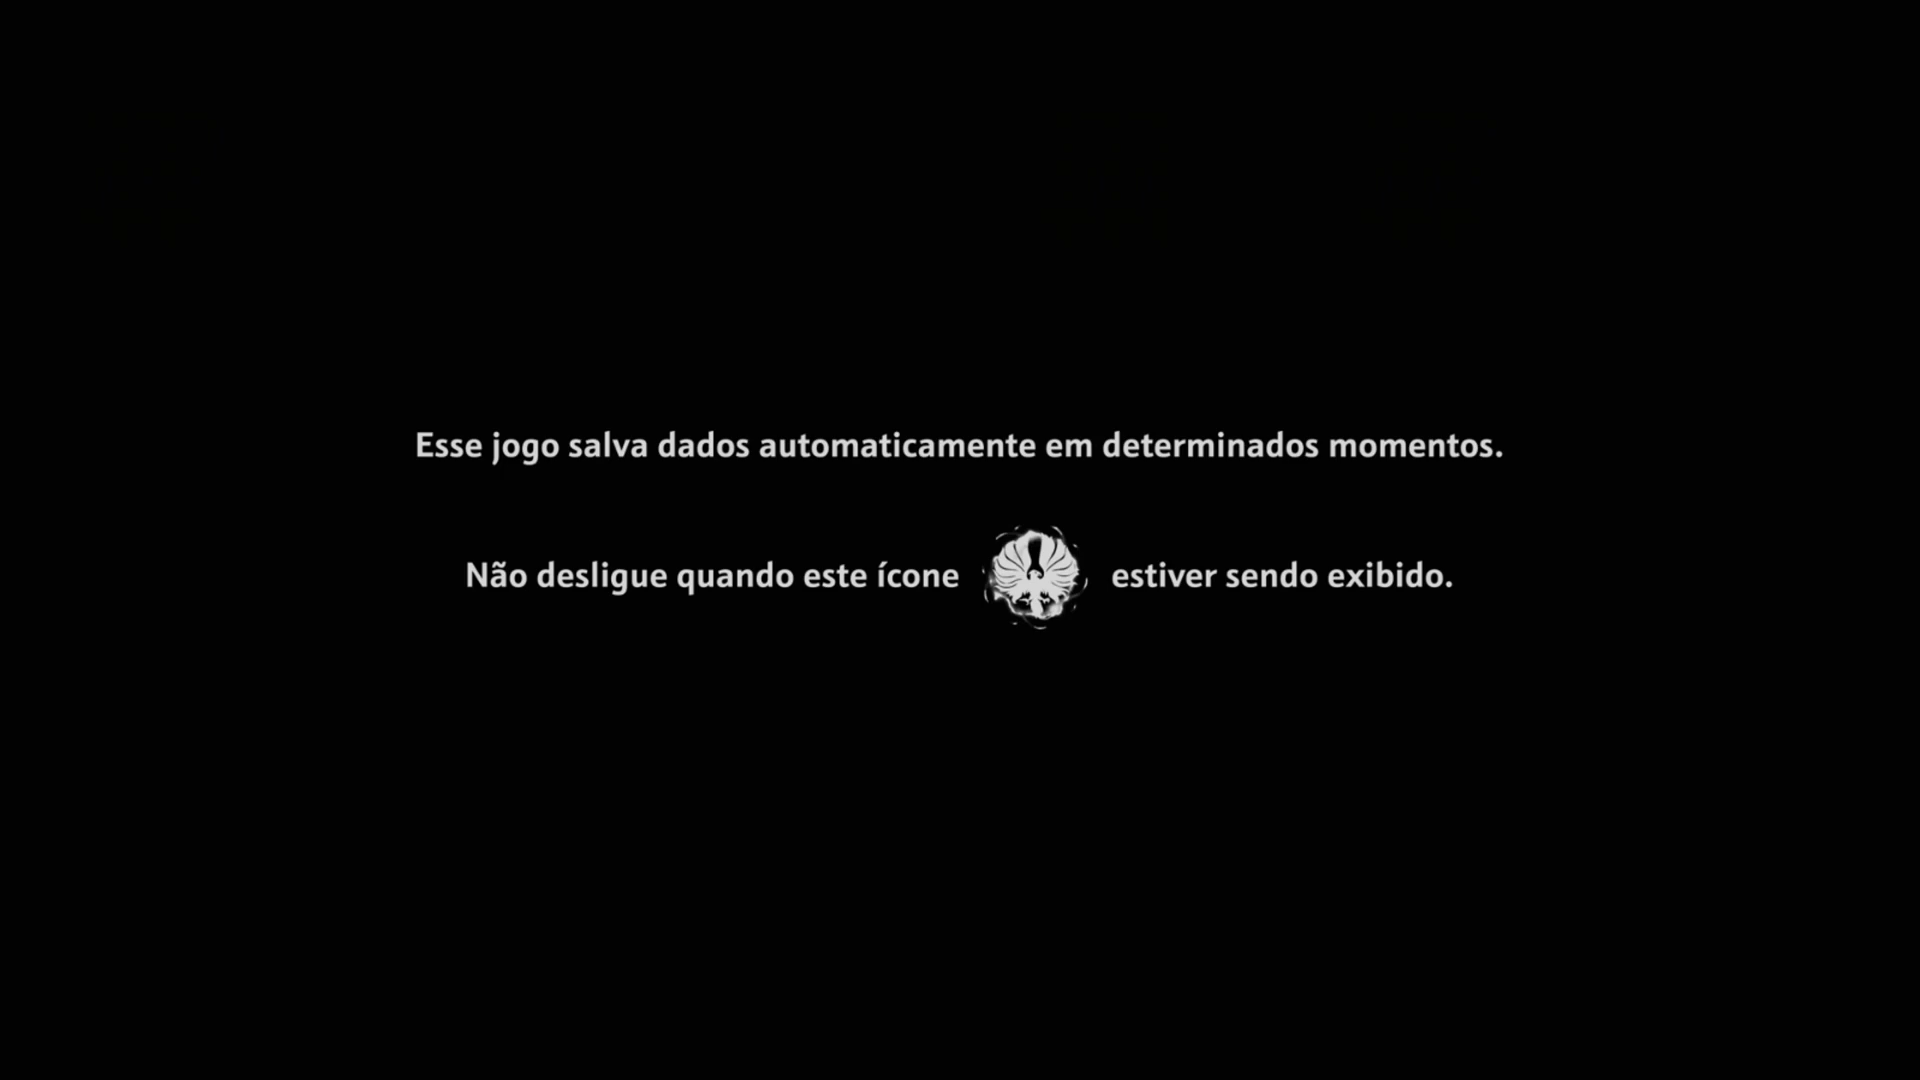 Esse jogo salva dados automaticamente em determinados momentos.
Não desligue quando este ícone estiver sendo exibido.